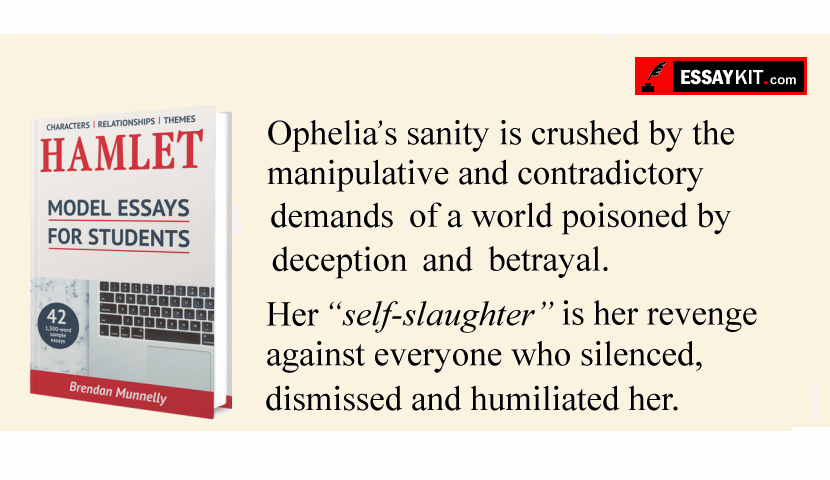 ESSAYKIT.com
CHARACTERS | RELATIONSHIPS | THEMES
HAMLET
MODEL ESSAYS
FOR STUDENTS
42
1,500-word
sample
essays
Brendan Munnelly
Ophelia’s sanity is crushed by the
manipulative and contradictory
demands of a world poisoned by
deception and betrayal.
Her “self-slaughter” is her revenge
against everyone who silenced,
dismissed and humiliated her.